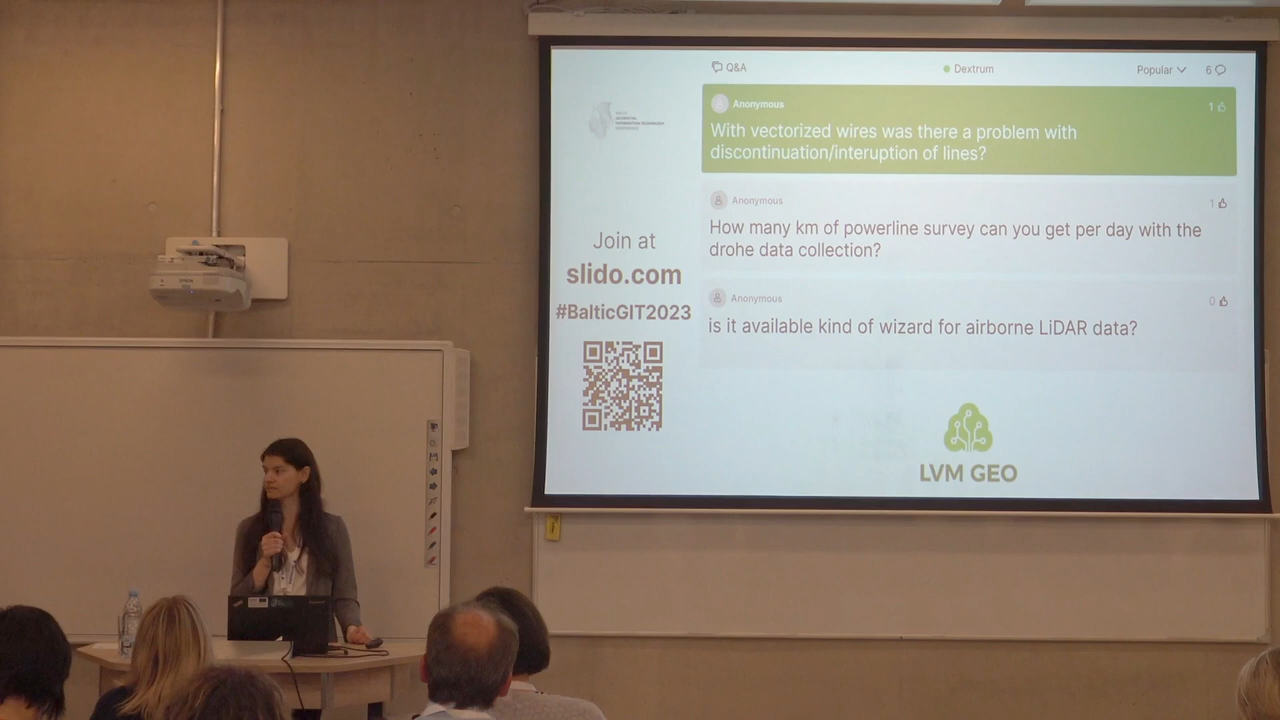 Q&A
Dextrum
Popular
6
Anonymous
1
With vectorized wires was there a problem with
discontinuation/interuption of lines?
Anonymous
1
How many km of powerline survey can you get per day with the
drohe data collection?
Anonymous
0
is it available kind of wizard for airborne LiDAR data?
Join at
slido.com
#BalticGIT2023
LVM GEO
EPSON